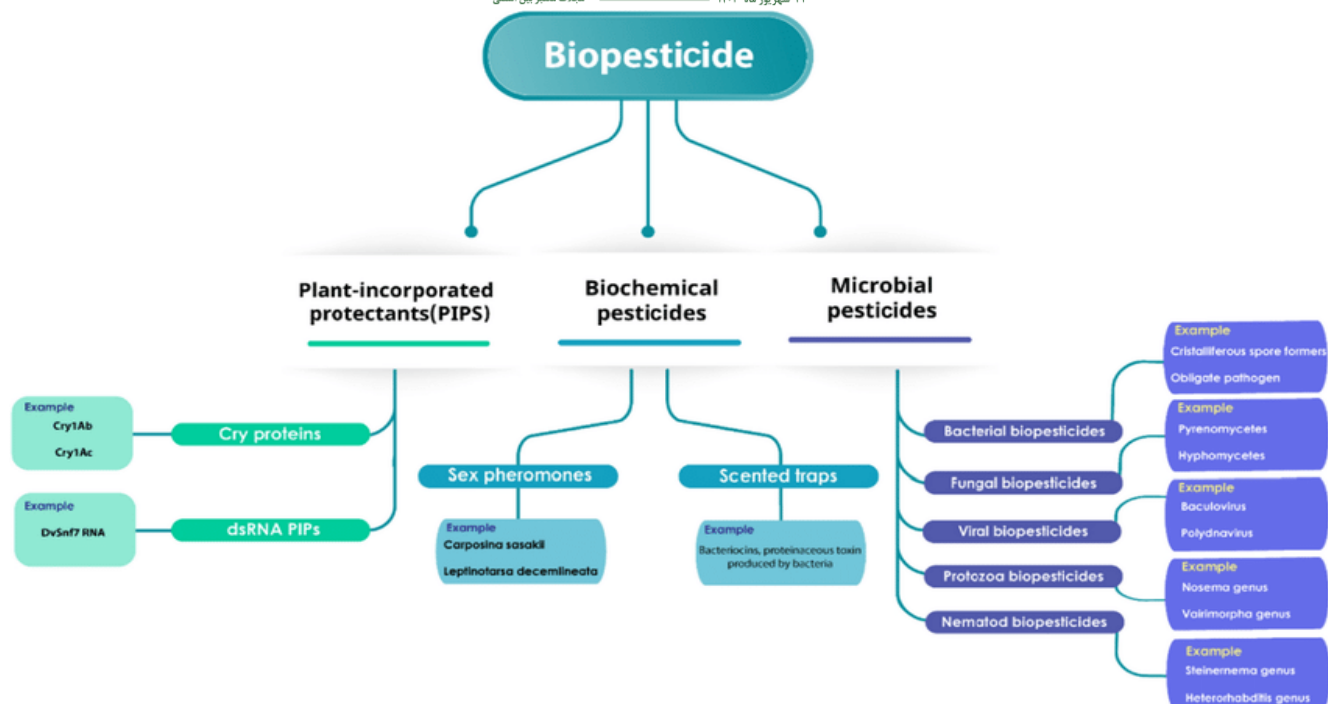 Biopesticide
Plant-incorporated
protectants(PIPS)
Biochemical
pesticides
Microbial
pesticides
Example
Cry1Ab
Cry1Ac
Cry proteins
Example
DvSnf7 RNA
dsRNA PIPs
Sex pheromones
Example
Carposina sasakii
Leptinotarsa decemlineata
Scented traps
Example
Bacteriocins, proteinaceous toxin
produced by bacteria
Bacterial biopesticides
Example
Cristalliferous spore formers
Obligate pathogen
Fungal biopesticides
Example
Pyrenomycetes
Hyphomycetes
Viral biopesticides
Example
Baculovirus
Polydnavirus
Protozoa biopesticides
Example
Nosema genus
Vairimorpha genus
Nematod biopesticides
Example
Steinernema genus
Heterorhabditis genus